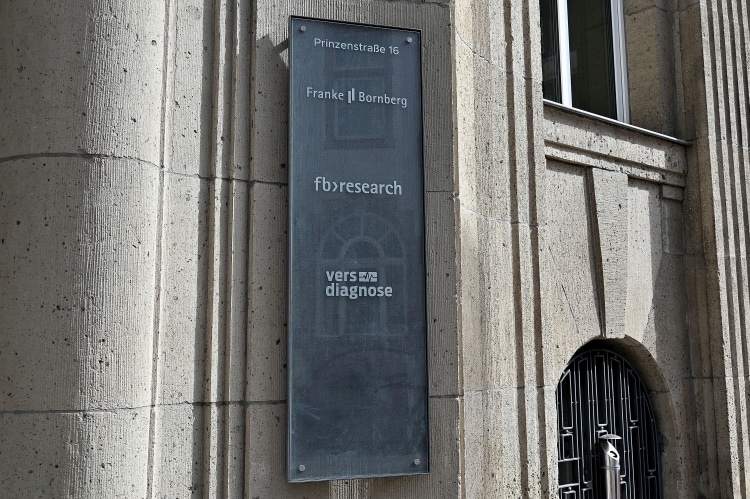 Prinzenstraße 16
Franke Bornberg
fb>research
vers
diagnose